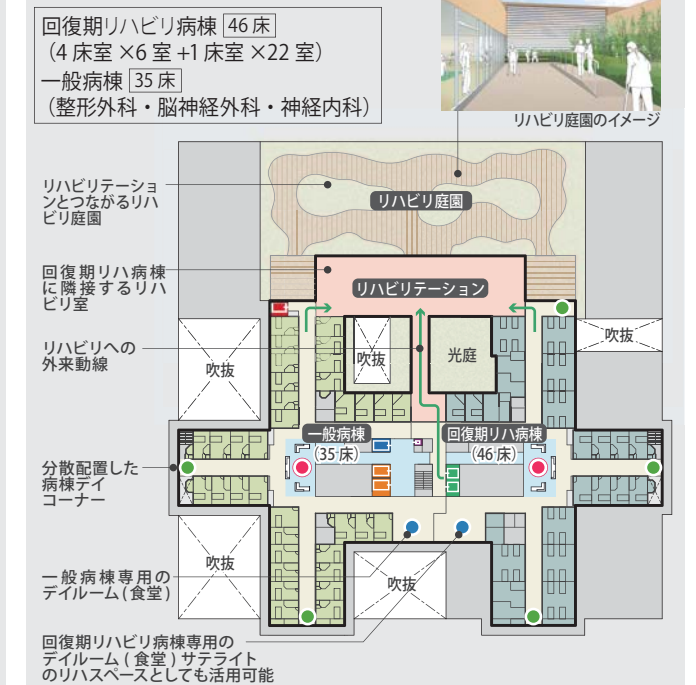 回復期リハビリ病棟 46 床
（4 床室 ×6 室 +1 床室 ×22 室）
一般病棟 35 床
（整形外科・脳神経外科・神経内科）
リハビリ庭園のイメージ
リハビリテーショ
ンとつながるリハ
ビリ庭園
リハビリ庭園
回復期リハ病棟
に隣接するリハ
ビリ室
リハビリテーション
リハビリへの
外来動線
吹抜
吹抜
光庭
吹抜
一般病棟
（35 床）
回復期リハ病棟
（46 床）
分散配置した
病棟デイ
コーナー
吹抜
吹抜
一般病棟専用の
デイルーム ( 食堂 )
回復期リハビリ病棟専用の
デイルーム ( 食堂 ) サテライト
のリハスペースとしても活用可能